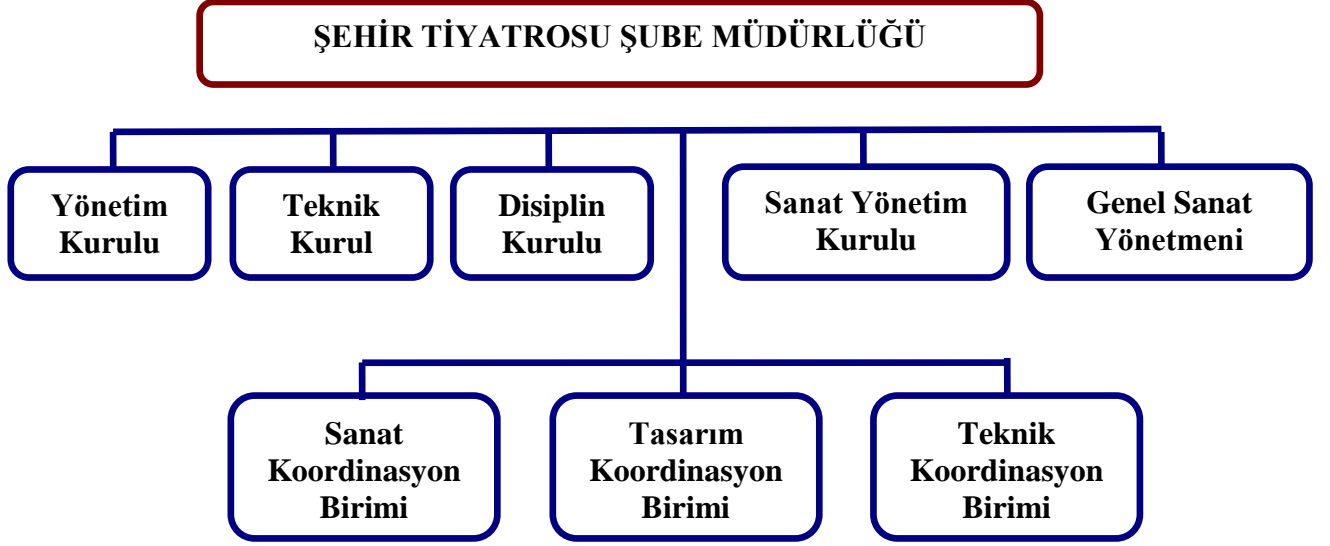 ŞEHİR TİYATROSU ŞUBE MÜDÜRLÜĞÜ
Yönetim
Kurulu
Teknik
Kurul
Disiplin
Kurulu
Sanat Yönetim
Kurulu
Genel Sanat
Yönetmeni
Sanat
Koordinasyon
Birimi
Tasarım
Koordinasyon
Birimi
Teknik
Koordinasyon
Birimi